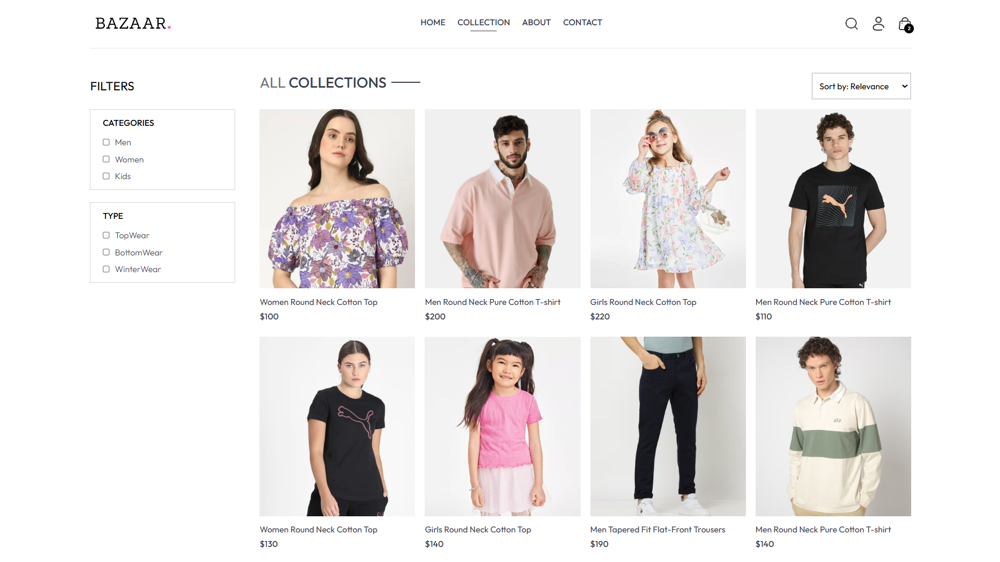 BAZAAR.
HOME COLLECTION ABOUT CONTACT
2
FILTERS
CATEGORIES
Men
Women
Kids
TYPE
TopWear
BottomWear
WinterWear
ALL COLLECTIONS
Sort by: Relevance
Women Round Neck Cotton Top
$100
Men Round Neck Pure Cotton T-shirt
$200
Girls Round Neck Cotton Top
$220
Men Round Neck Pure Cotton T-shirt
$110
GAP
Women Round Neck Cotton Top
$130
Girls Round Neck Cotton Top
$140
Men Tapered Fit Flat-Front Trousers
$190
Men Round Neck Pure Cotton T-shirt
$140